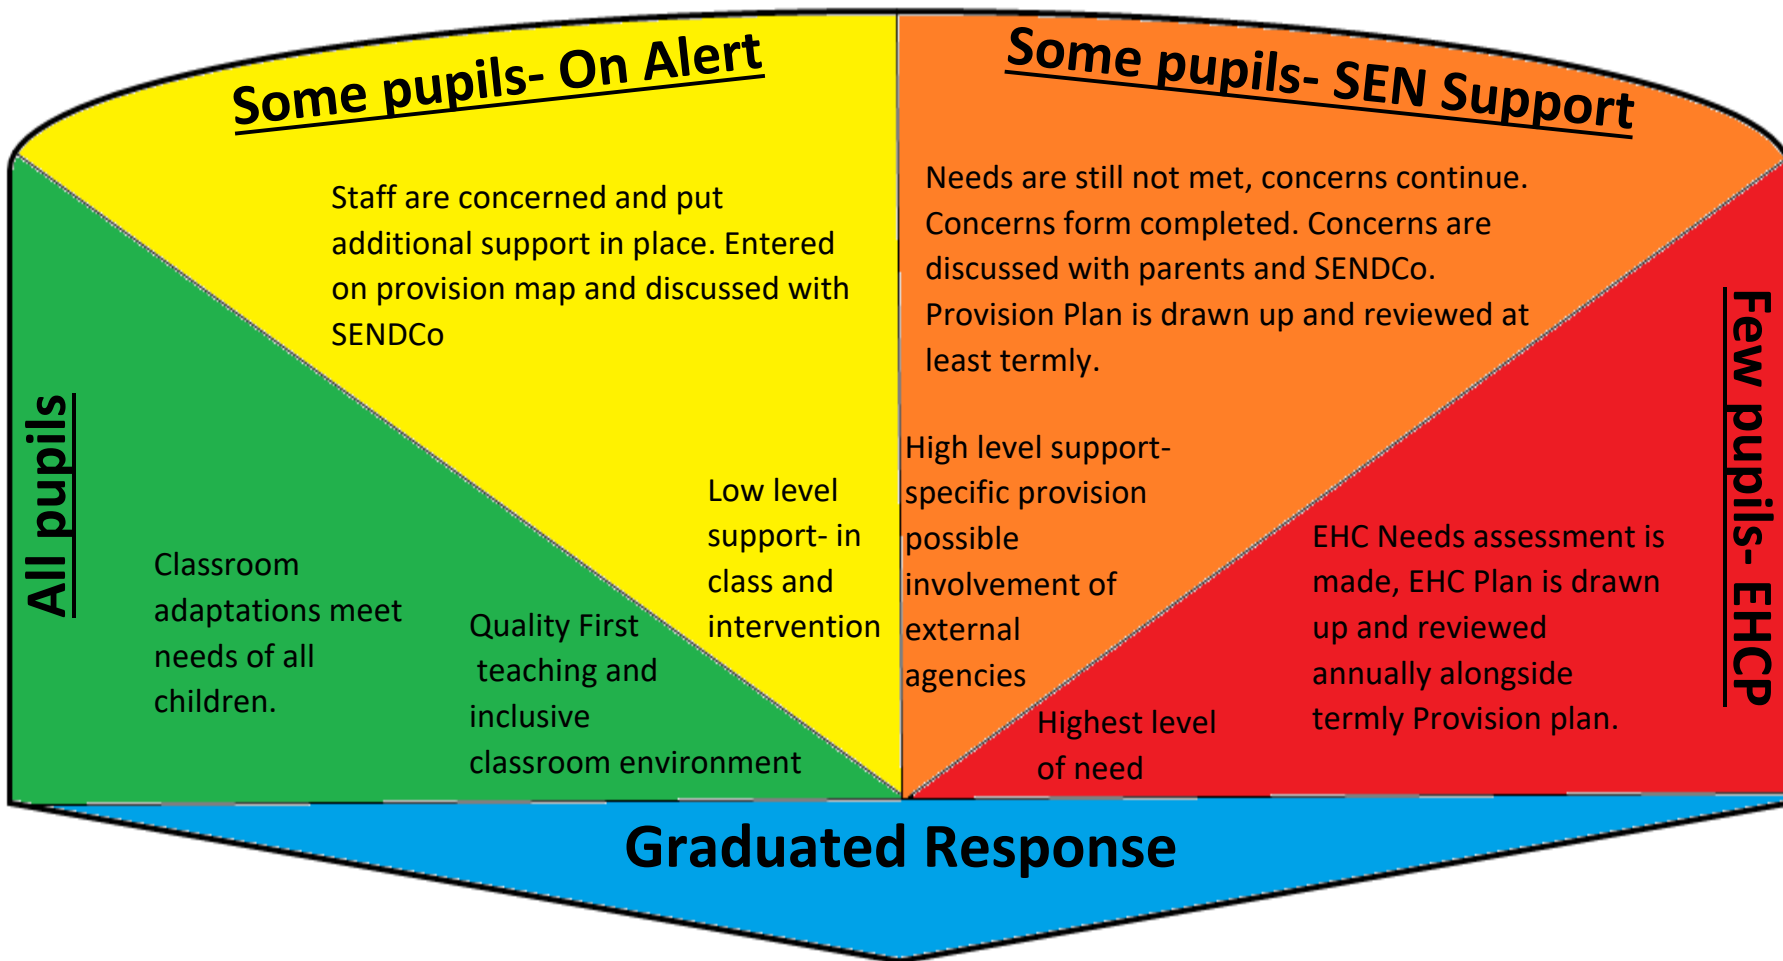 Some pupils- On Alert
Staff are concerned and put
additional support in place. Entered
on provision map and discussed with
SENDCo
Low level
support- in
class and
intervention
Some pupils- SEN Support
Needs are still not met, concerns continue.
Concerns form completed. Concerns are
discussed with parents and SENDCo.
Provision Plan is drawn up and reviewed at
least termly.
High level support-
specific provision
possible
involvement of
external
agencies
All pupils
Classroom
adaptations meet
needs of all
children.
Quality First
teaching and
inclusive
classroom environment
Few pupils- EHCP
EHC Needs assessment is
made, EHC Plan is drawn
up and reviewed
annually alongside
termly Provision plan.
Highest level
of need
Graduated Response